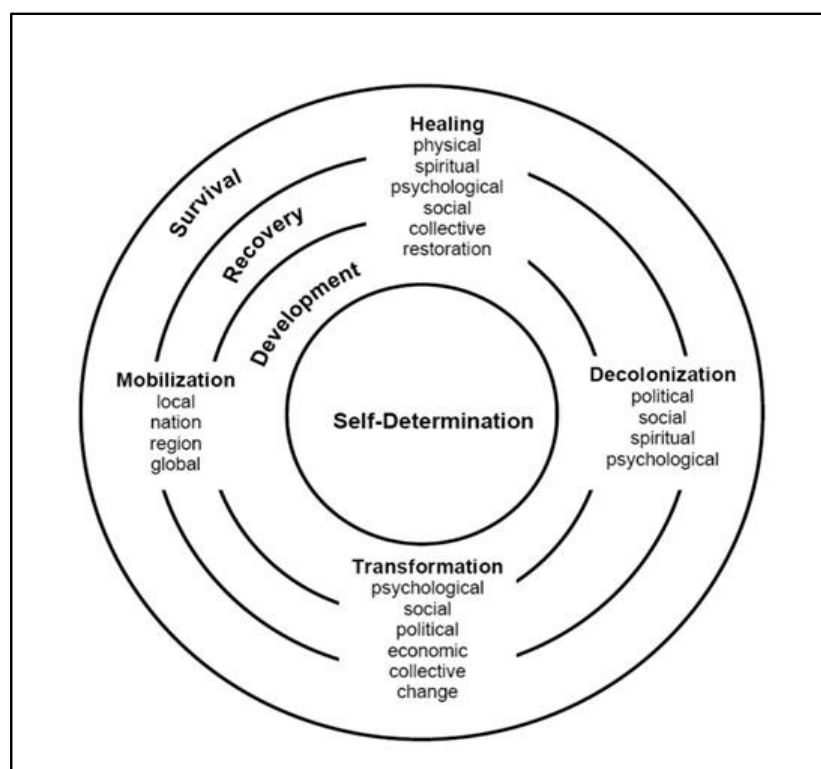 Healing
physical
spiritual
psychological
social
collective
restoration
Survival
Recovery
Development
Mobilization
local
nation
region
global
Self-Determination
Decolonization
political
social
spiritual
psychological
Transformation
psychological
social
political
economic
collective
change